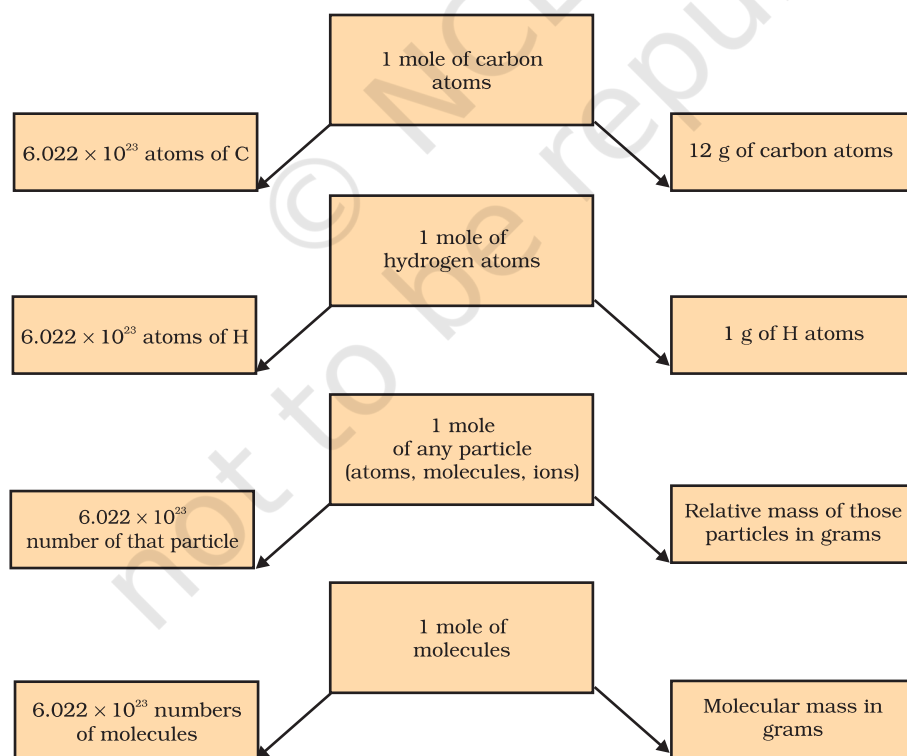 1 mole of carbon
atoms
6.022 × 10²³ atoms of C
12 g of carbon atoms
1 mole of
hydrogen atoms
6.022 × 10²³ atoms of H
1 g of H atoms
1 mole
of any particle
(atoms, molecules, ions)
6.022 × 10²³
number of that particle
Relative mass of those
particles in grams
1 mole of
molecules
6.022 × 10²³ numbers
of molecules
Molecular mass in
grams
©
not to be